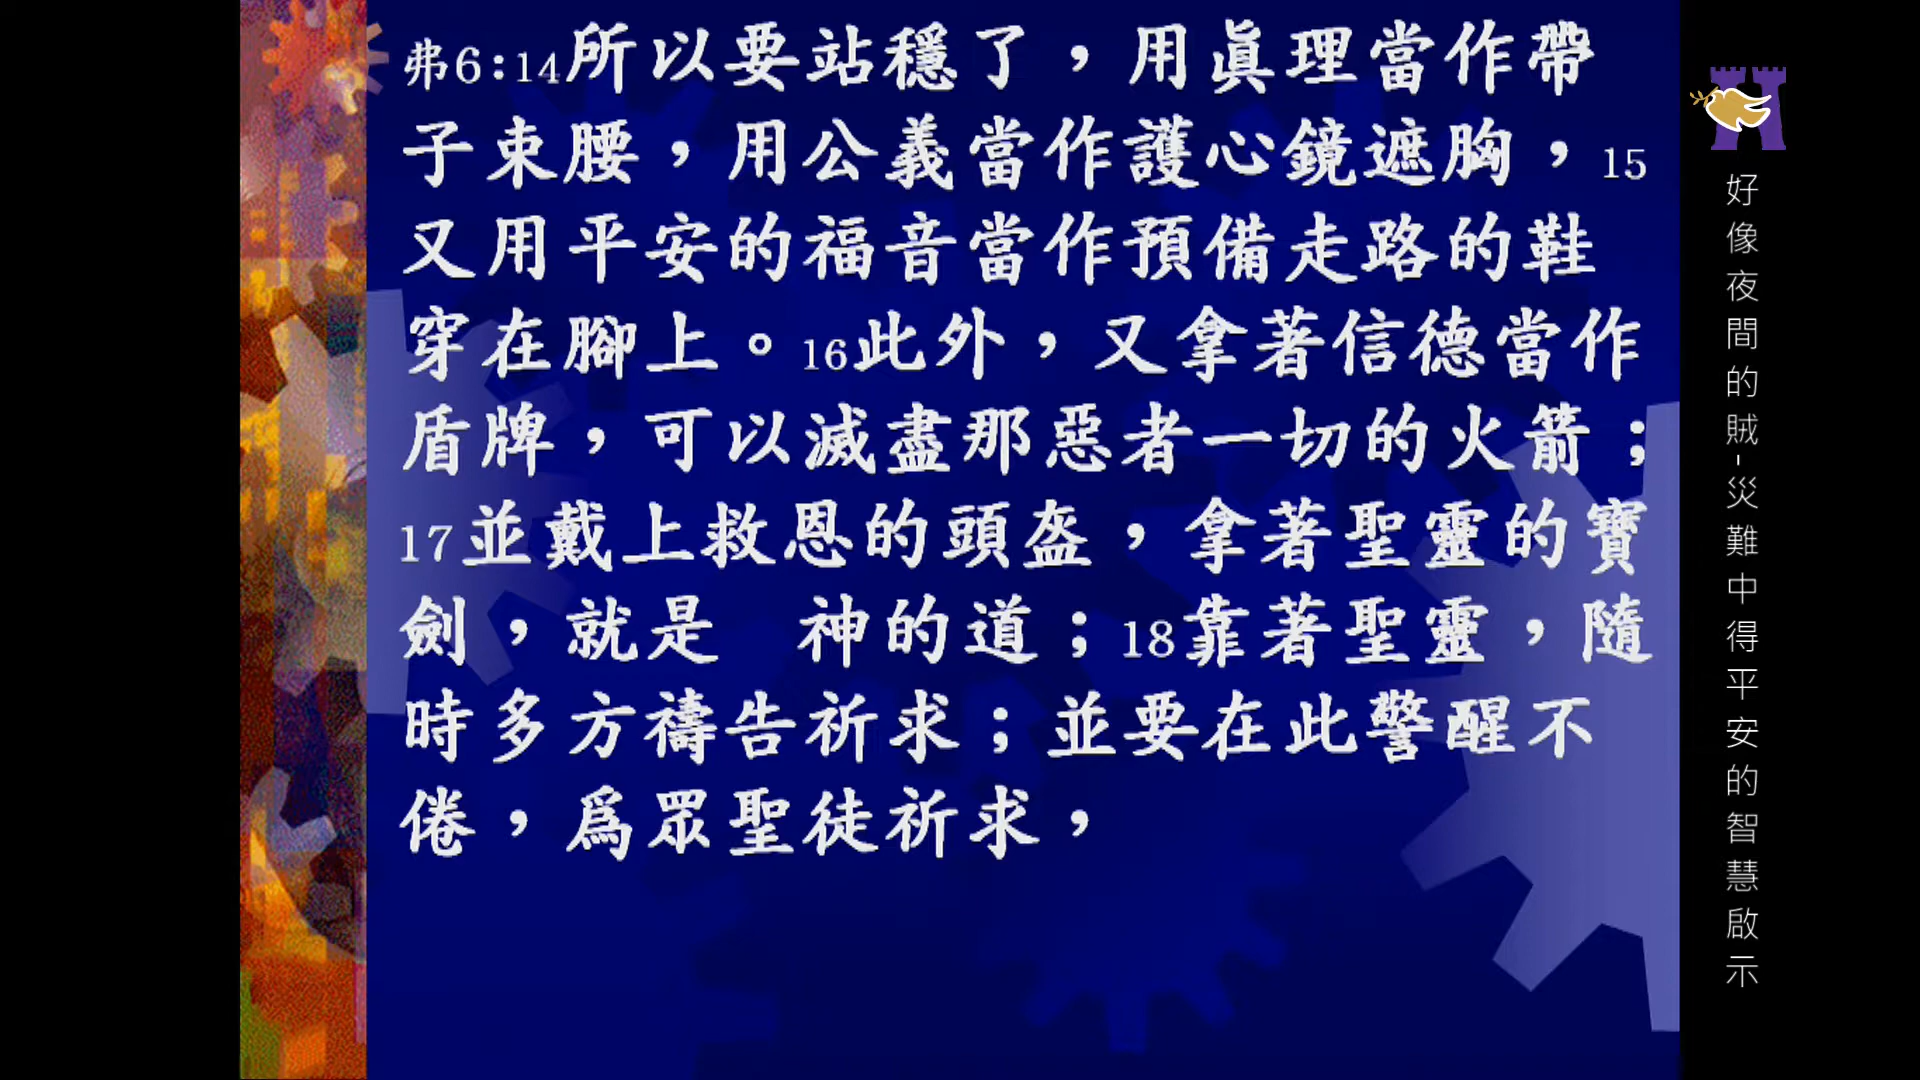 弗6:14所以要站穩了，用眞理當作帶
子束腰，用公義當作護心鏡遮胸，15
又用平安的福音當作預備走路的鞋
穿在腳上。16此外，又拿著信德當作
盾牌，可以滅盡那惡者一切的火箭；
17並戴上救恩的頭盔，拿著聖靈的寶
劍，就是　神的道；18靠著聖靈，隨
時多方禱告祈求；並要在此警醒不
倦，爲眾聖徒祈求，
好像夜間的賊-災難中得平安的智慧啟示